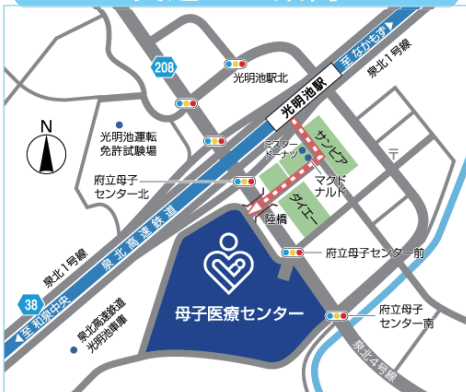 208
光明池駅北
光明池駅
至 なかもず
泉北1号線
N
光明池運転
免許試験場
ミスター
ドーナツ
サンピア
マクド
ナルド
〒
府立母子
センター北
ダイエー
陸橋
泉北1号線
泉北高速鉄道
府立母子センター前
38
至 和泉中央
母子医療センター
泉北高速鉄道
光明池車庫
府立母子
センター南
泉北4号線